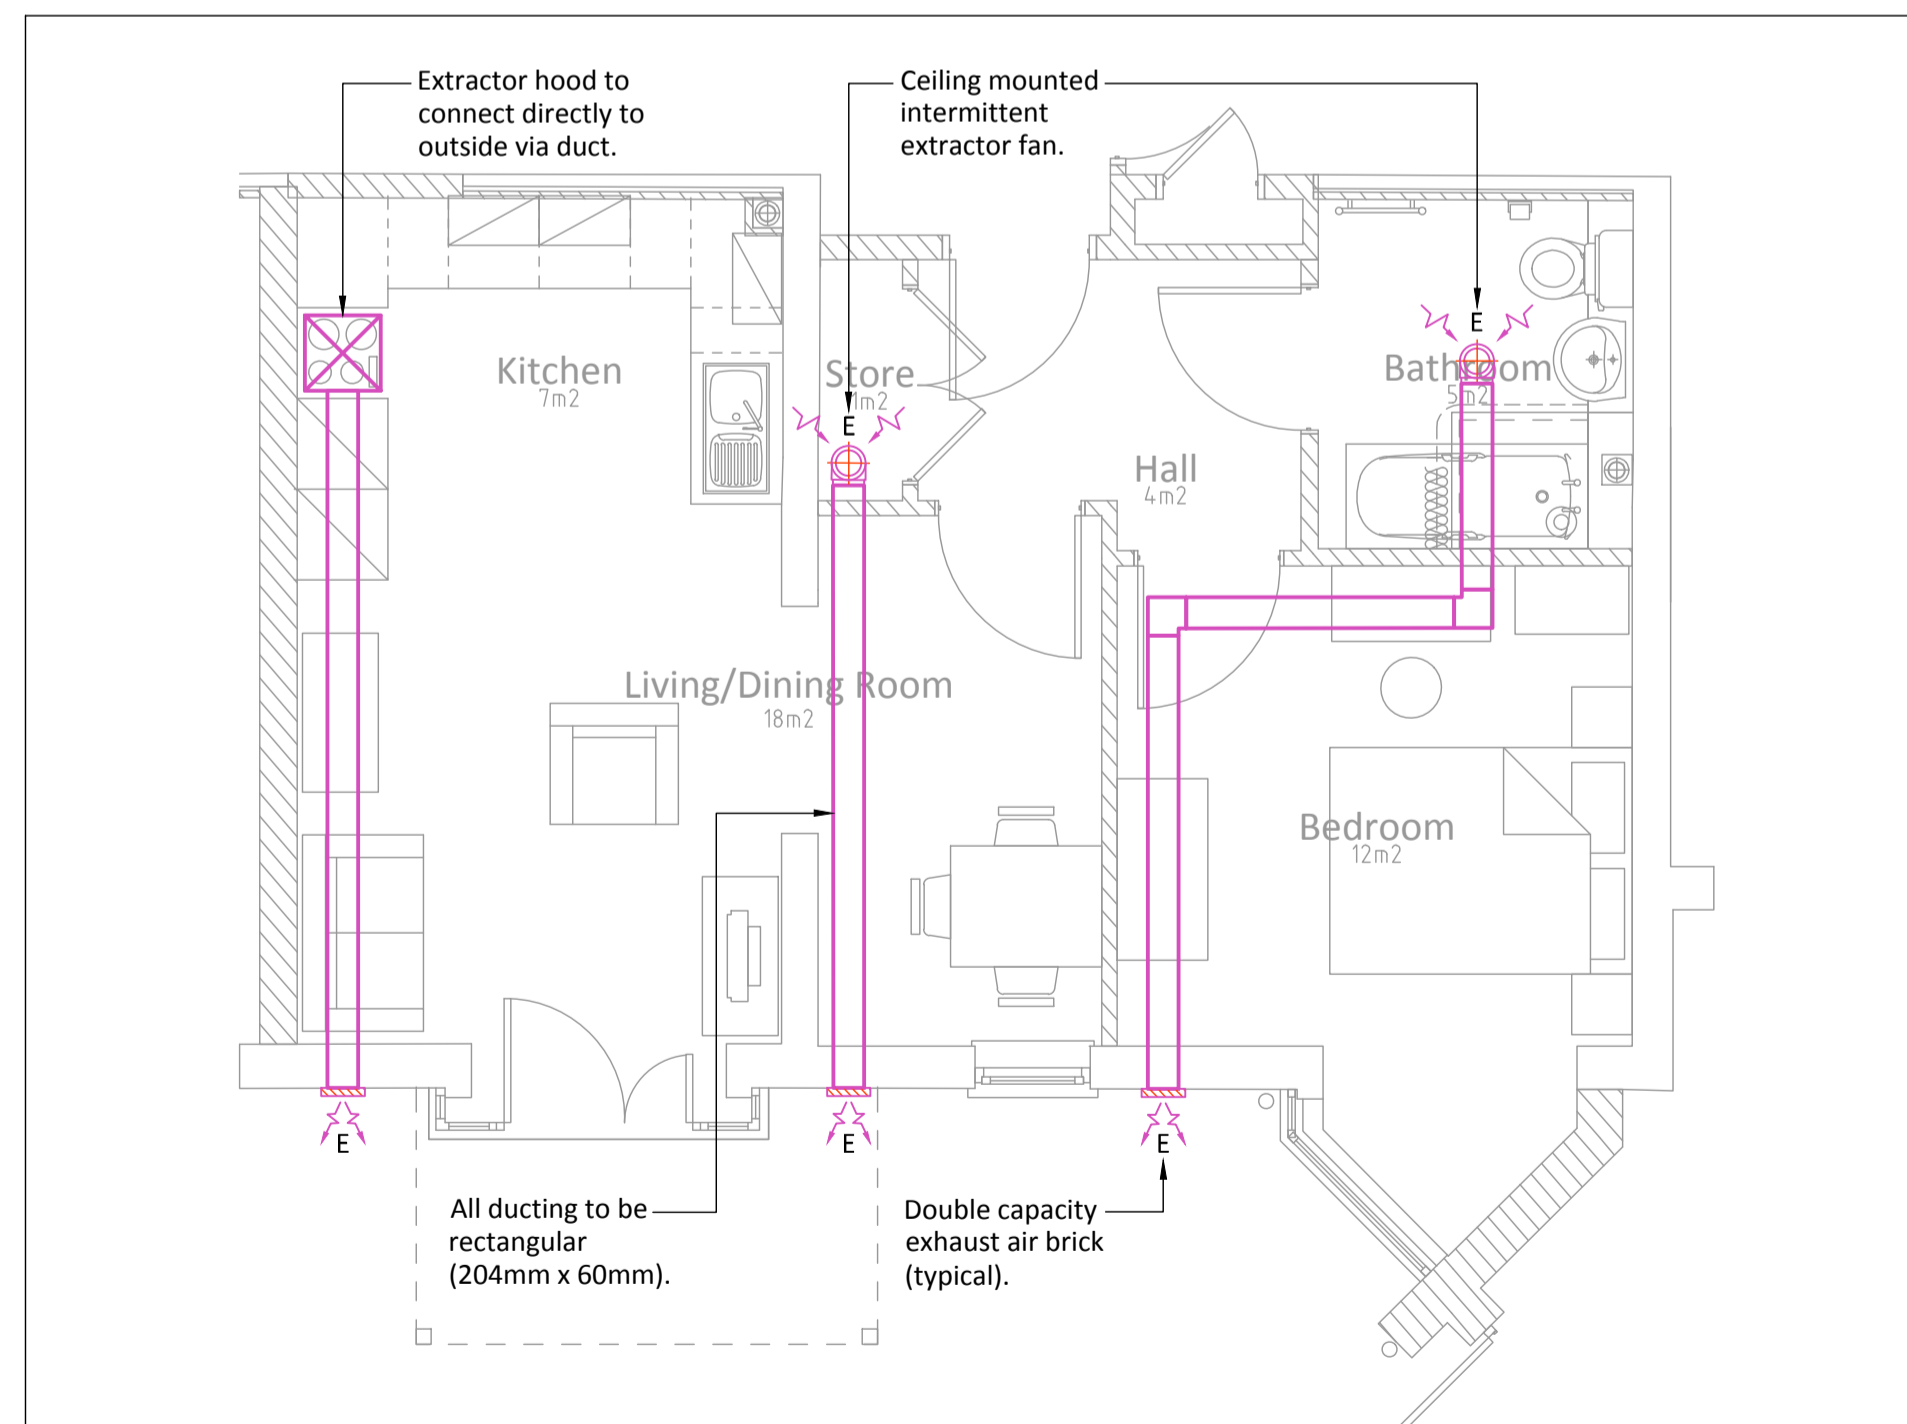 Extractor hood to
connect directly to
outside via duct.
Ceiling mounted
intermittent
extractor fan.
Kitchen
7m2
Store
1m2
E
E
Bathroom
5m2
Hall
4m2
Living/Dining Room
18m2
Bedroom
12m2
E
E
E
All ducting to be
rectangular
(204mm x 60mm).
Double capacity
exhaust air brick
(typical).